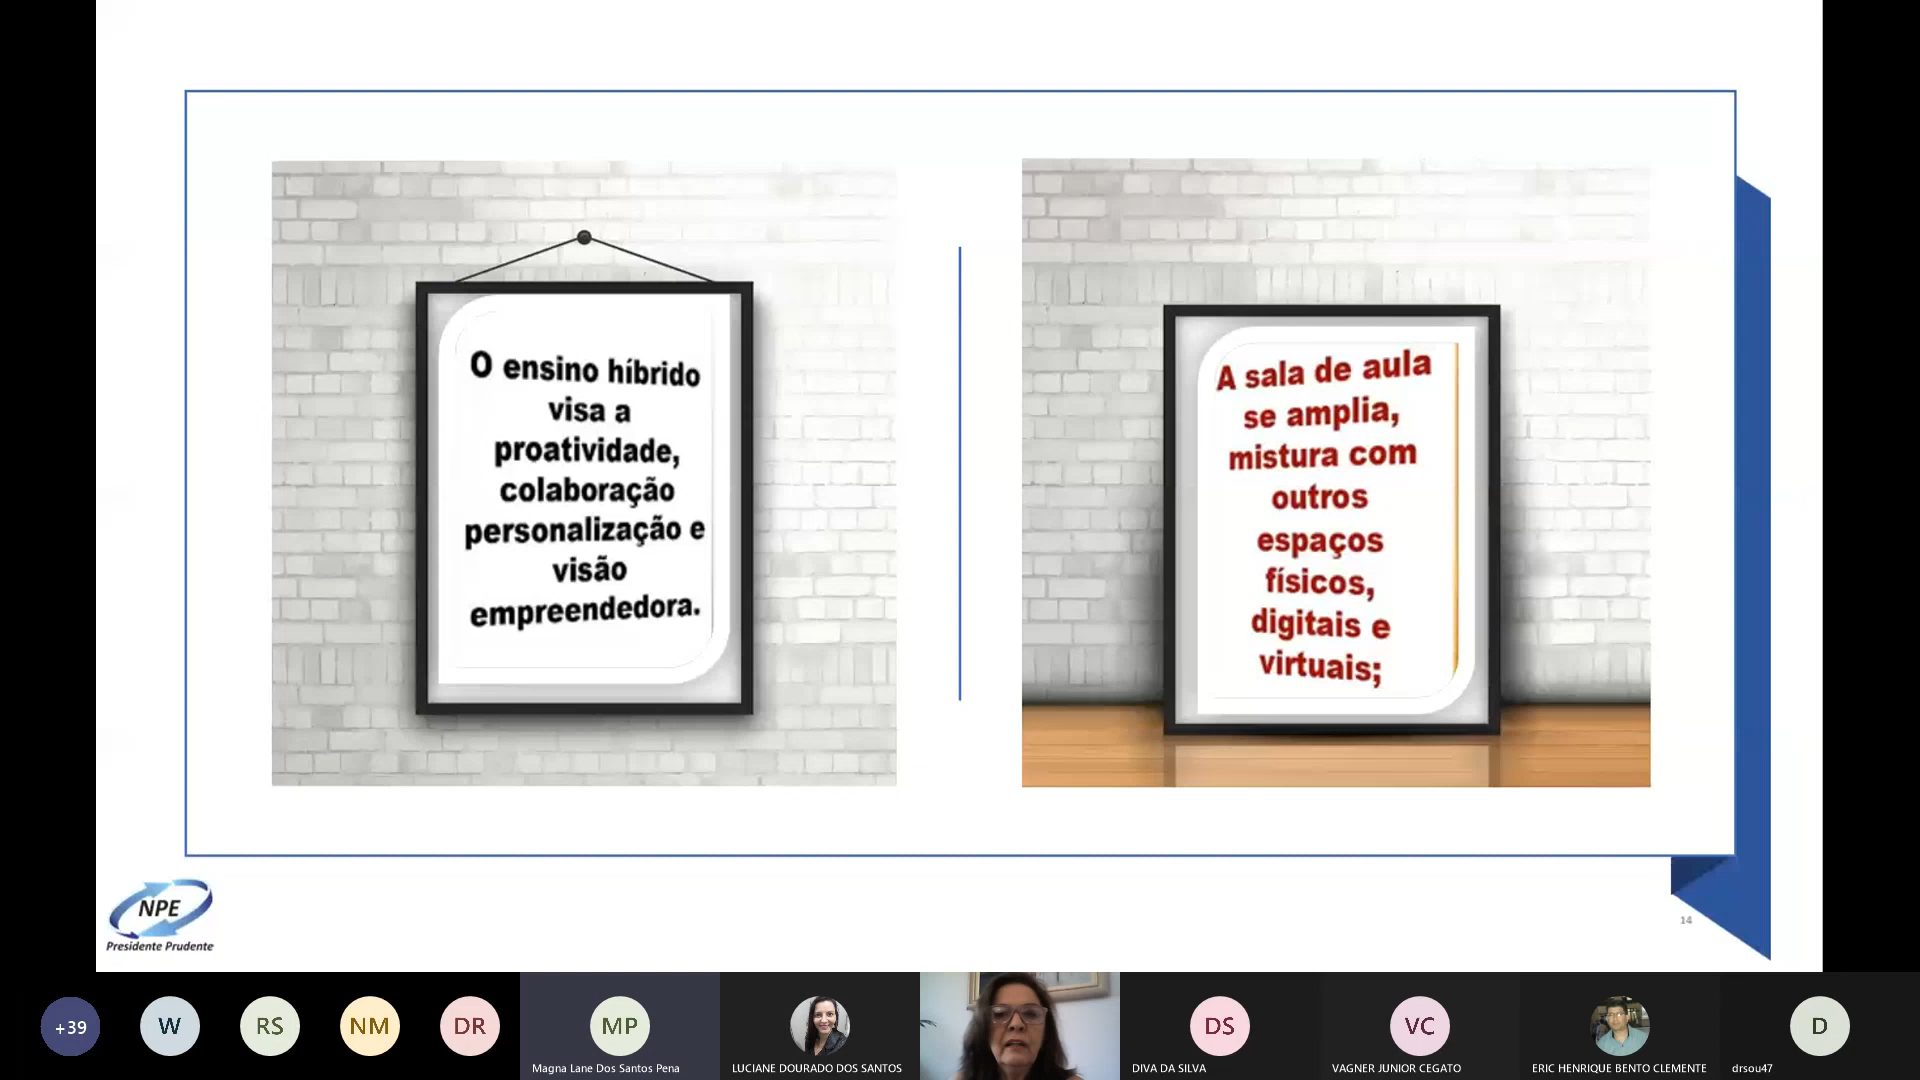 O ensino híbrido
visa a
proatividade,
colaboração
personalização e
visão
empreendedora.
A sala de aula
se amplia,
mistura com
outros
espaços
físicos,
digitais e
virtuais;
NPE
Presidente Prudente
14
+39
W
RS
NM
DR
MP
Magna Lane Dos Santos Pena
LUCIANE DOURADO DOS SANTOS
DS
DIVA DA SILVA
VC
VAGNER JUNIOR CEGATO
ERIC HENRIQUE BENTO CLEMENTE
D
drsou47